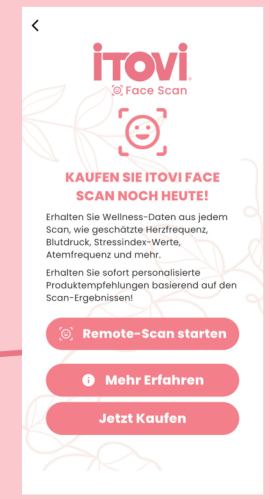 iTOVi
Face Scan
KAUFEN SIE ITOVI FACE
SCAN NOCH HEUTE!
Erhalten Sie Wellness-Daten aus jedem
Scan, wie geschätzte Herzfrequenz,
Blutdruck, Stressindex-Werte,
Atemfrequenz und mehr.
Erhalten Sie sofort personalisierte
Produktempfehlungen basierend auf den
Scan-Ergebnissen!
Remote-Scan starten
Mehr Erfahren
Jetzt Kaufen